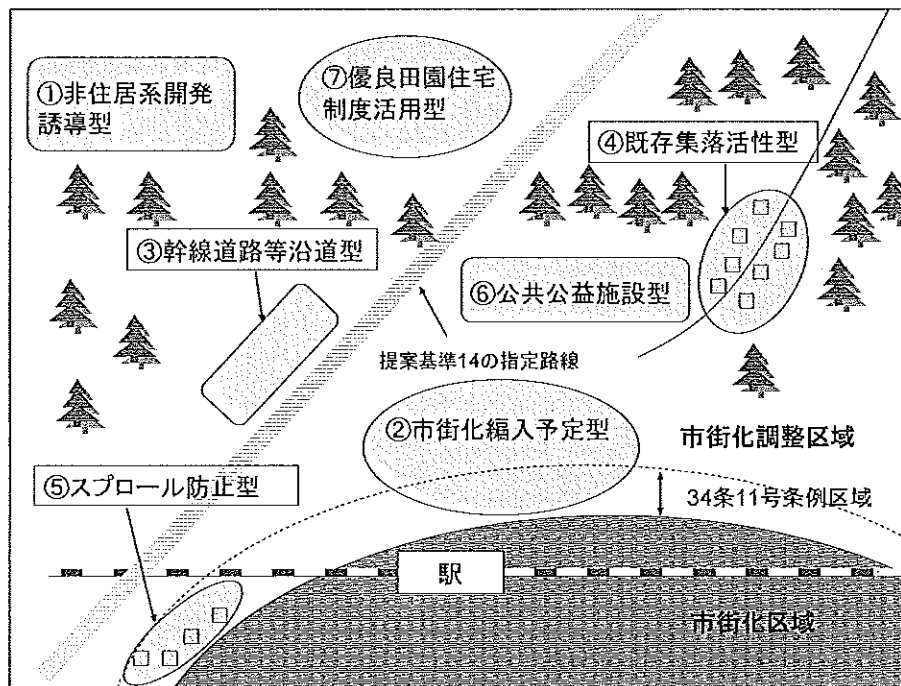 ①非住居系開発
誘導型
⑦優良田園住宅
制度活用型
④既存集落活性型
③幹線道路等沿道型
⑥公共公益施設型
提案基準14の指定路線
②市街化編入予定型
市街化調整区域
⑤スプロール防止型
34条11号条例区域
駅
市街化区域